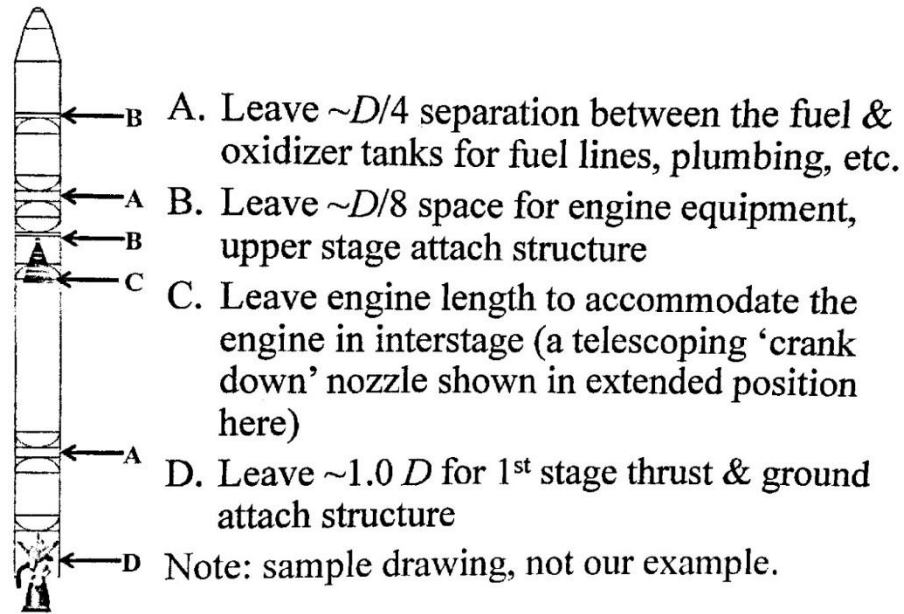 B
A
B
C
A
D
A. Leave ~D/4 separation between the fuel &
oxidizer tanks for fuel lines, plumbing, etc.
B. Leave ~D/8 space for engine equipment,
upper stage attach structure
C. Leave engine length to accommodate the
engine in interstage (a telescoping ‘crank
down’ nozzle shown in extended position
here)
D. Leave ~1.0 D for 1st stage thrust & ground
attach structure
Note: sample drawing, not our example.